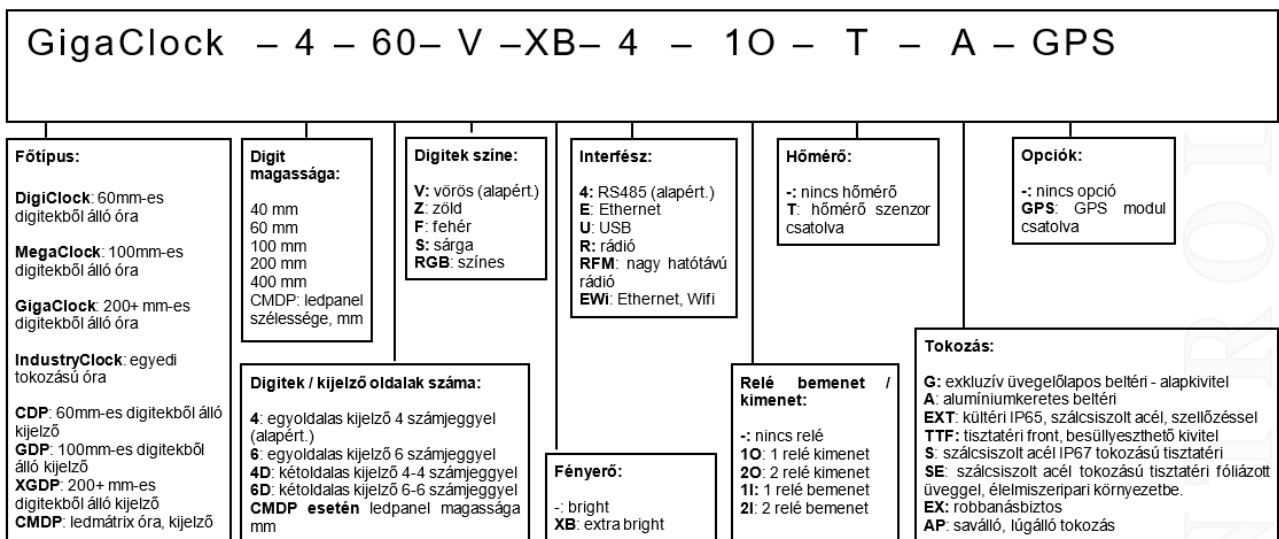 GigaClock – 4 – 60– V –XB– 4 – 1O – T – A – GPS
Főtípus:
DigiClock: 60mm-es
digitekből álló óra
MegaClock: 100mm-es
digitekből álló óra
GigaClock: 200+ mm-es
digitekből álló óra
IndustryClock: egyedi
tokozású óra
CDP: 60mm-es digitekből álló
kijelző
GDP: 100mm-es digitekből
álló kijelző
XGDP: 200+ mm-es
digitekből álló kijelző
CMDP: ledmátrix óra, kijelző
Digit
magassága:
40 mm
60 mm
100 mm
200 mm
400 mm
CMDP: ledpanel
szélessége, mm
Digitek / kijelző oldalak száma:
4: egyoldalas kijelző 4 számjeggyel
(alapért.)
6: egyoldalas kijelző 6 számjeggyel
4D: kétoldalas kijelző 4-4 számjeggyel
6D: kétoldalas kijelző 6-6 számjeggyel
CMDP esetén ledpanel magassága
mm
Digitek színe:
V: vörös (alapért.)
Z: zöld
F: fehér
S: sárga
RGB: színes
Fényerő:
-: bright
XB: extra bright
Interfész:
4: RS485 (alapért.)
E: Ethernet
U: USB
R: rádió
RFM: nagy hatótávú
rádió
EWi: Ethernet, Wifi
Relé bemenet /
kimenet:
-: nincs relé
1O: 1 relé kimenet
2O: 2 relé kimenet
1I: 1 relé bemenet
2I: 2 relé bemenet
Hőmérő:
-: nincs hőmérő
T: hőmérő szenzor
csatolva
Tokozás:
G: exkluzív üvegelőlapos beltéri - alapkivitel
A: alumíniumkeretes beltéri
EXT: kültéri IP65, szálcsiszolt acél, szellőzéssel
TTF: tisztatéri front, besüllyeszthető kivitel
S: szálcsiszolt acél IP67 tokozású tisztatéri
SE: szálcsiszolt acél tokozású tisztatéri fóliázott
üveggel, élelmiszeripari környezetbe.
EX: robbanásbiztos
AP: saválló, lúgálló tokozás
Opciók:
-: nincs opció
GPS: GPS modul
csatolva